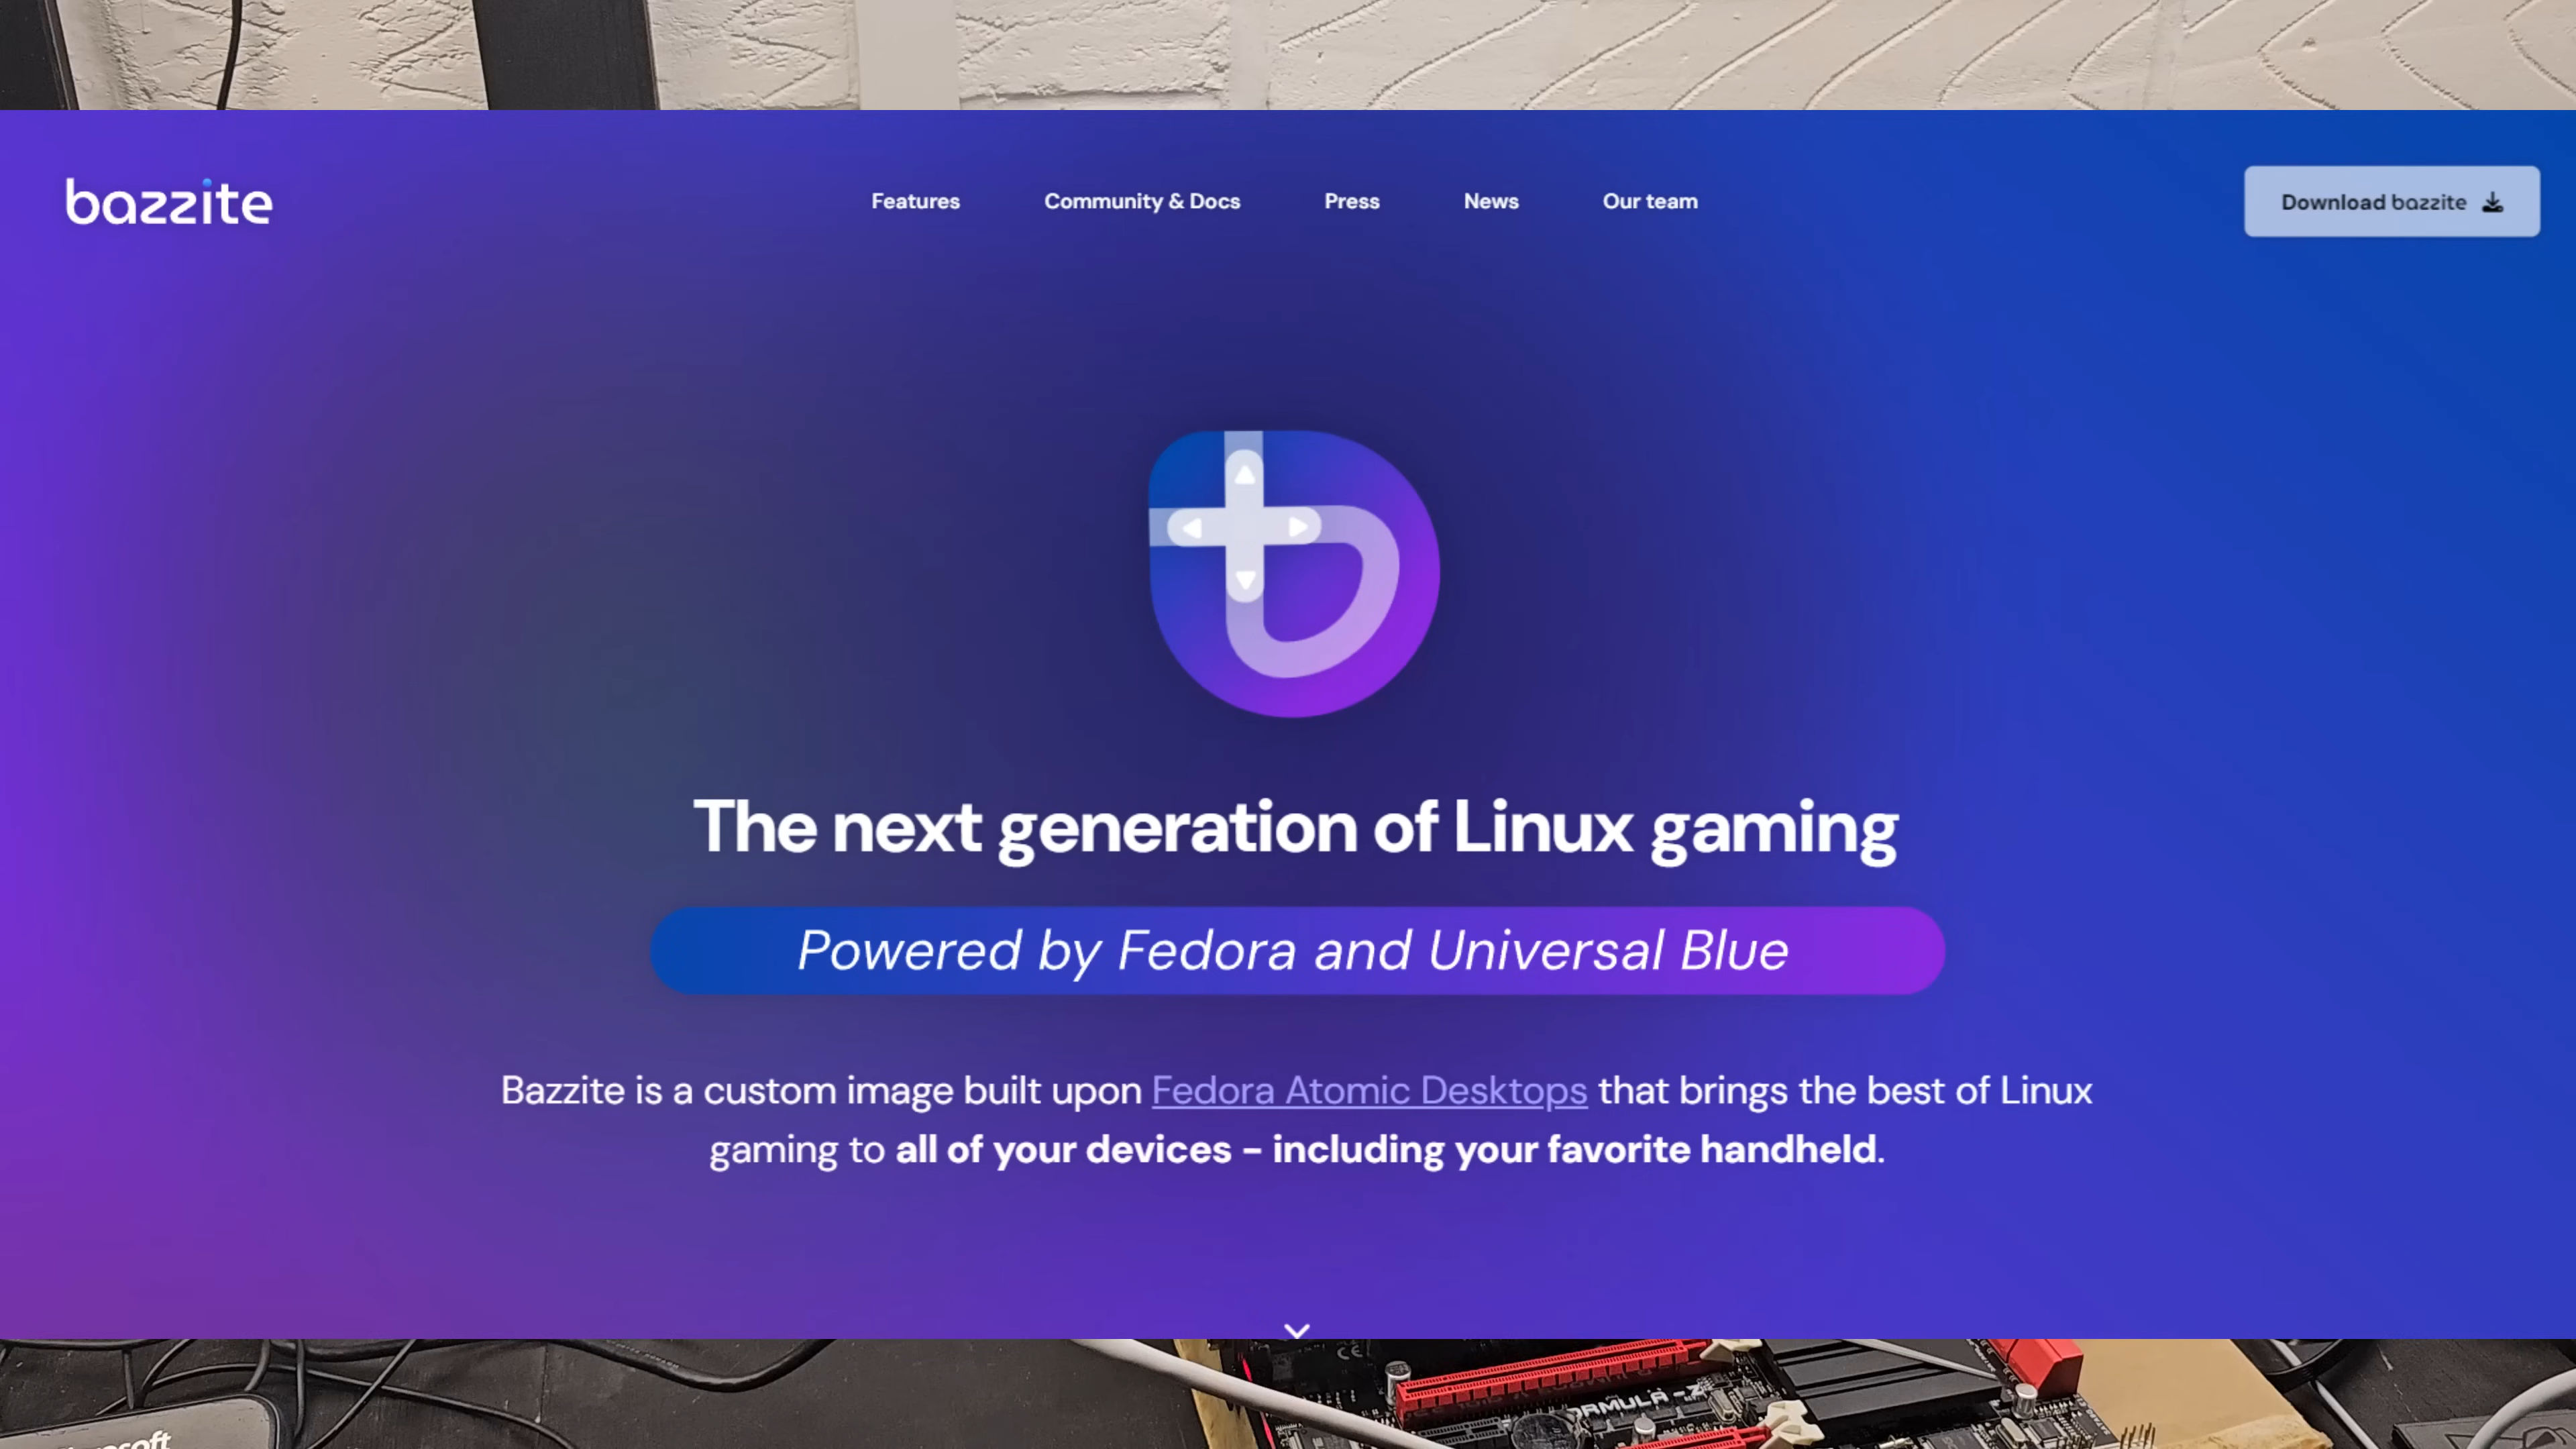 bazzite
Features
Community & Docs
Press
News
Our team
Download bazzite
The next generation of Linux gaming
Powered by Fedora and Universal Blue
Bazzite is a custom image built upon Fedora Atomic Desktops that brings the best of Linux
gaming to all of your devices – including your favorite handheld.
CE